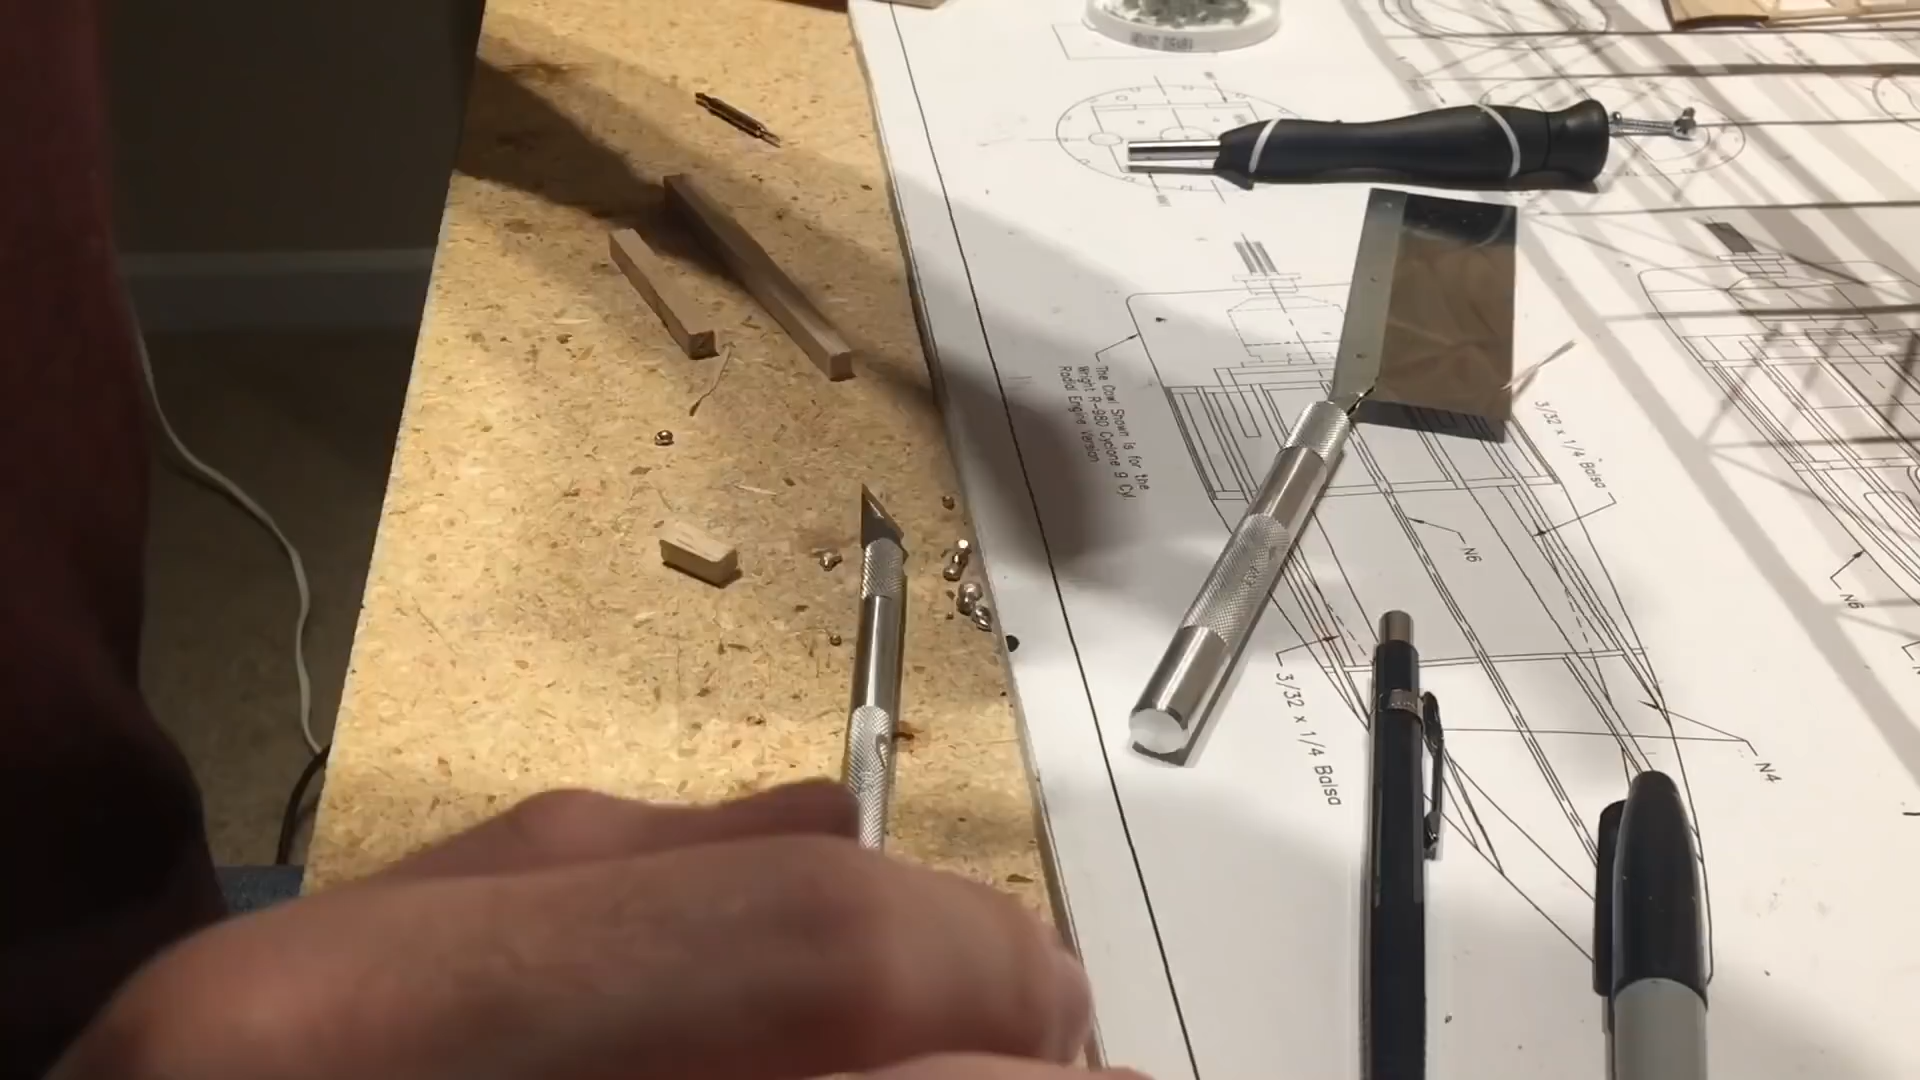 The Cowl Shown is for the
Wright R-980 Cyclone 9 Cyl
Radial Engine Version
3/32 x 1/4 Balsa
N6
3/32 x 1/4 Balsa
N4
N6